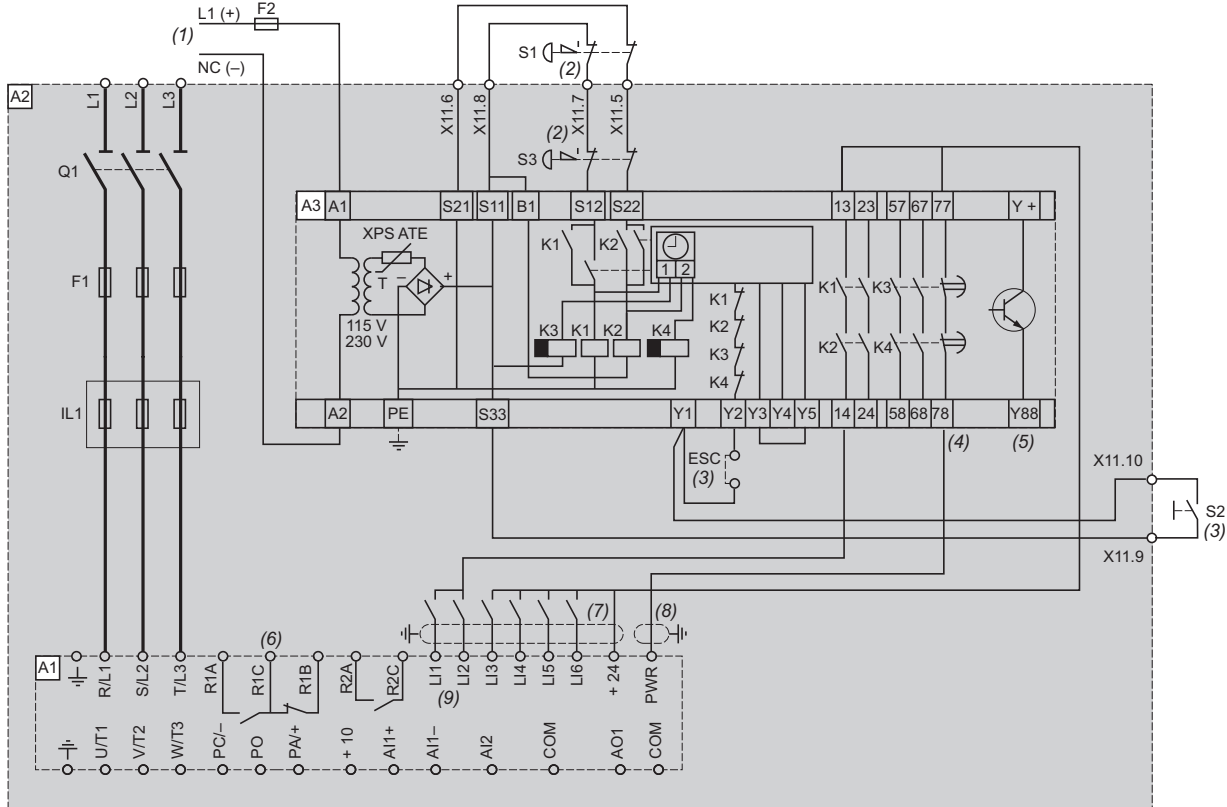 L1 (+) F2
(1)
NC (–)
S1 (2)
A2
L1 L2 L3
X11.6 X11.8 X11.7 X11.5
(2)
S3
Q1
A3 A1 S21 S11 B1 S12 S22 13 23 57 67 77 Y +
XPS ATE
K1 K2
T – +
1 2
F1
115 V
230 V
K1 K3
K1
K2
K3 K1 K2 K4
K2 K4
K3
K4
IL1
A2 PE S33 Y1 Y2 Y3 Y4 Y5 14 24 58 68 78 Y88
(4) (5)
ESC
(3)
X11.10
S2
(3)
X11.9
(7) (8)
(6)
A1
R/L1 S/L2 T/L3 R1A R1C R1B R2A R2C LI1 LI2 LI3 LI4 LI5 LI6 + 24 PWR
(9)
U/T1 V/T2 W/T3 PC/– PO PA/+ + 10 AI1+ AI1– AI2 COM AO1 COM